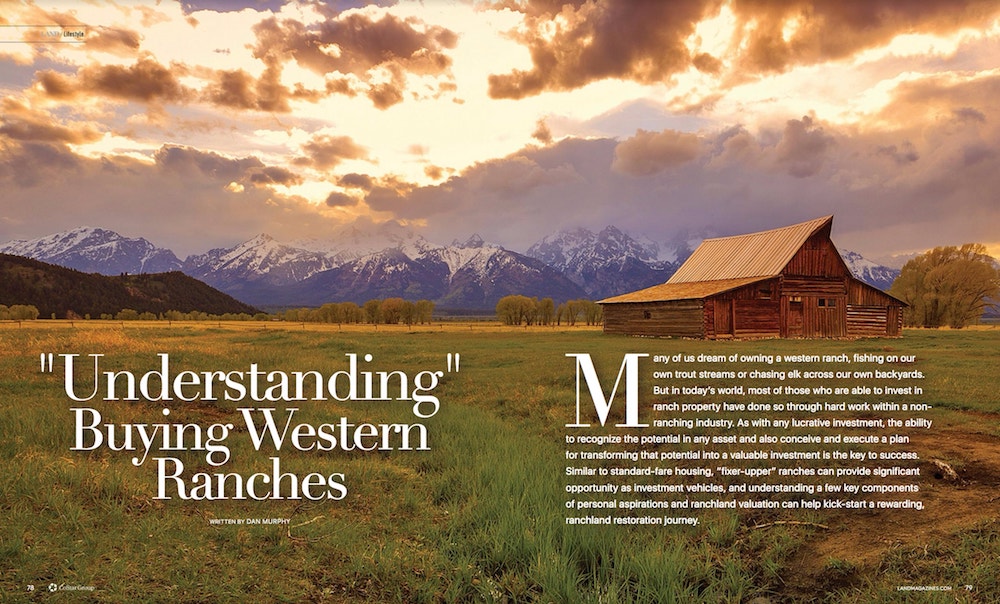 LAND/Lifestyle
"Understanding"
Buying Western
Ranches
WRITTEN BY DAN MURPHY
Many of us dream of owning a western ranch, fishing on our
own trout streams or chasing elk across our own backyards.
But in today's world, most of those who are able to invest in
ranch property have done so through hard work within a non-
ranching industry. As with any lucrative investment, the ability
to recognize the potential in any asset and also conceive and execute a plan
for transforming that potential into a valuable investment is the key to success.
Similar to standard-fare housing, "fixer-upper" ranches can provide significant
opportunity as investment vehicles, and understanding a few key components
of personal aspirations and ranchland valuation can help kick-start a rewarding,
ranchland restoration journey.
78 CoStar Group
LANDMAGAZINES.COM 79